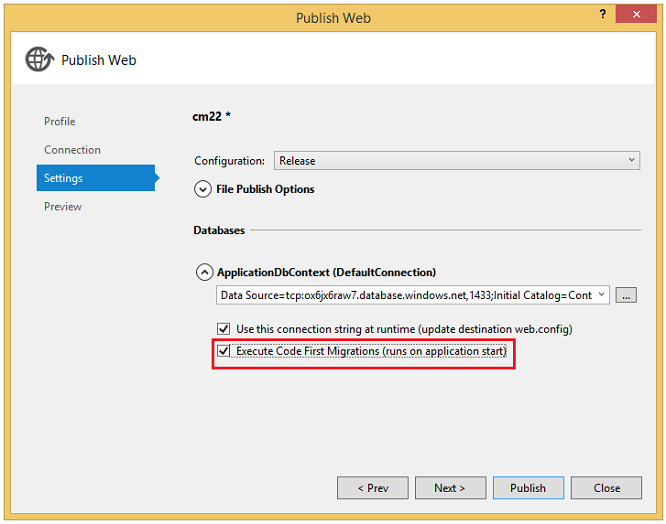 Publish Web
?
Publish Web
Profile
Connection
Settings
Preview
cm22 *
Configuration: Release
File Publish Options
Databases
ApplicationDbContext (DefaultConnection)
Data Source=tcp:ox6jx6raw7.database.windows.net,1433;Initial Catalog=Cont
...
Use this connection string at runtime (update destination web.config)
Execute Code First Migrations (runs on application start)
< Prev Next > Publish Close